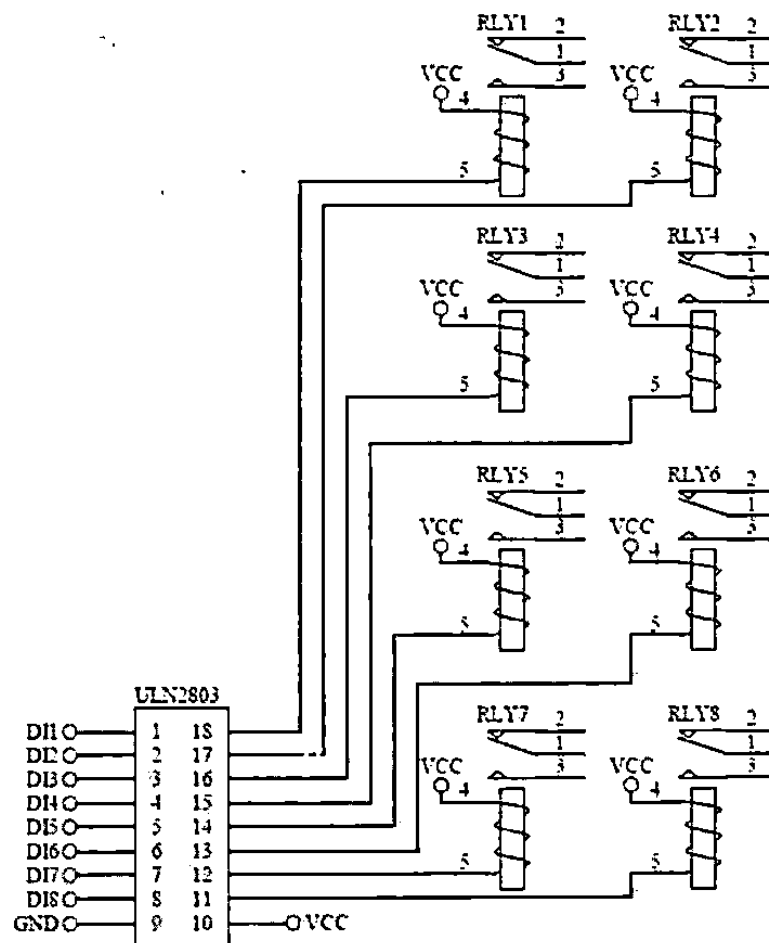 RLY1 2 RLY2 2
1 1
3 3
VCC 4 VCC 4
5 5
RLY3 2 RLY4 2
1 1
3 3
VCC 4 VCC 4
5 5
RLY5 2 RLY6 2
1 1
3 3
VCC 4 VCC 4
5 5
ULN2803
RLY7 2 RLY8 2
1 1
3 3
VCC 4 VCC 4
5 5
DI1 1 18
DI2 2 17
DI3 3 16
DI4 4 15
DI5 5 14
DI6 6 13
DI7 7 12
DI8 8 11
GND 9 10 VCC